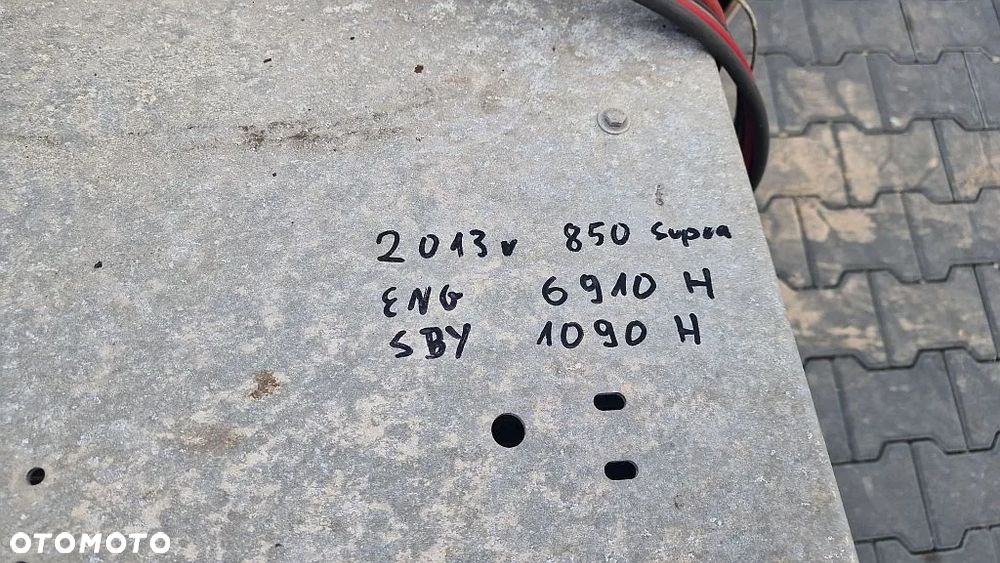 2013r 850 Supra
ENG 6910 H
SBY 1090 H
OTOMOTO